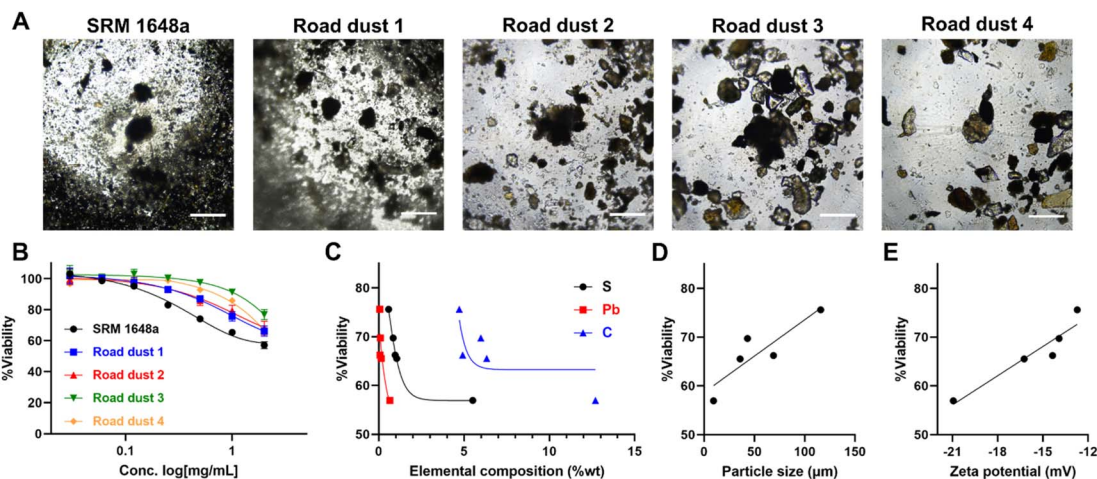 A
SRM 1648a
Road dust 1
Road dust 2
Road dust 3
Road dust 4
B
100
80
60
40
20
0
%Viability
SRM 1648a
Road dust 1
Road dust 2
Road dust 3
Road dust 4
0.1
1
Conc. log[mg/mL]
C
80
70
60
50
%Viability
S
Pb
C
0
5
10
15
Elemental composition (%wt)
D
80
70
60
50
%Viability
0
50
100
150
Particle size (μm)
E
80
70
60
50
%Viability
-21
-18
-15
-12
Zeta potential (mV)